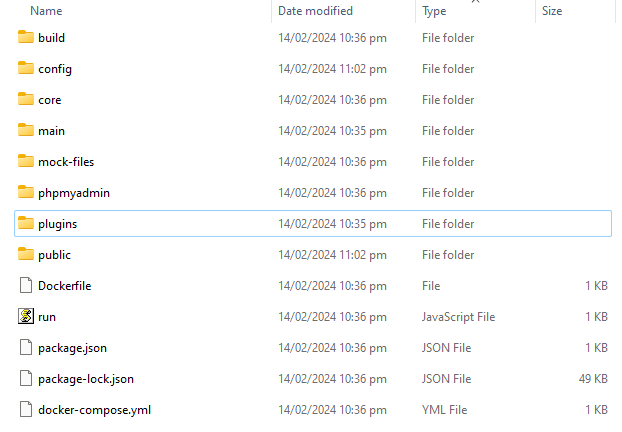 Name Date modified Type Size
build 14/02/2024 10:36 pm File folder
config 14/02/2024 11:02 pm File folder
core 14/02/2024 10:36 pm File folder
main 14/02/2024 10:35 pm File folder
mock-files 14/02/2024 10:36 pm File folder
phpmyadmin 14/02/2024 10:36 pm File folder
plugins 14/02/2024 10:35 pm File folder
public 14/02/2024 11:02 pm File folder
Dockerfile 14/02/2024 10:36 pm File 1 KB
run 14/02/2024 10:36 pm JavaScript File 1 KB
package.json 14/02/2024 10:36 pm JSON File 1 KB
package-lock.json 14/02/2024 10:36 pm JSON File 49 KB
docker-compose.yml 14/02/2024 10:36 pm YML File 1 KB